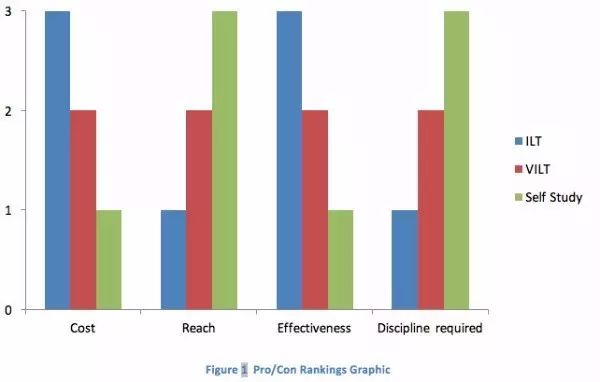 3
2
1
0
Cost Reach Effectiveness Discipline required
ILT
VILT
Self Study
Figure 1 Pro/Con Rankings Graphic